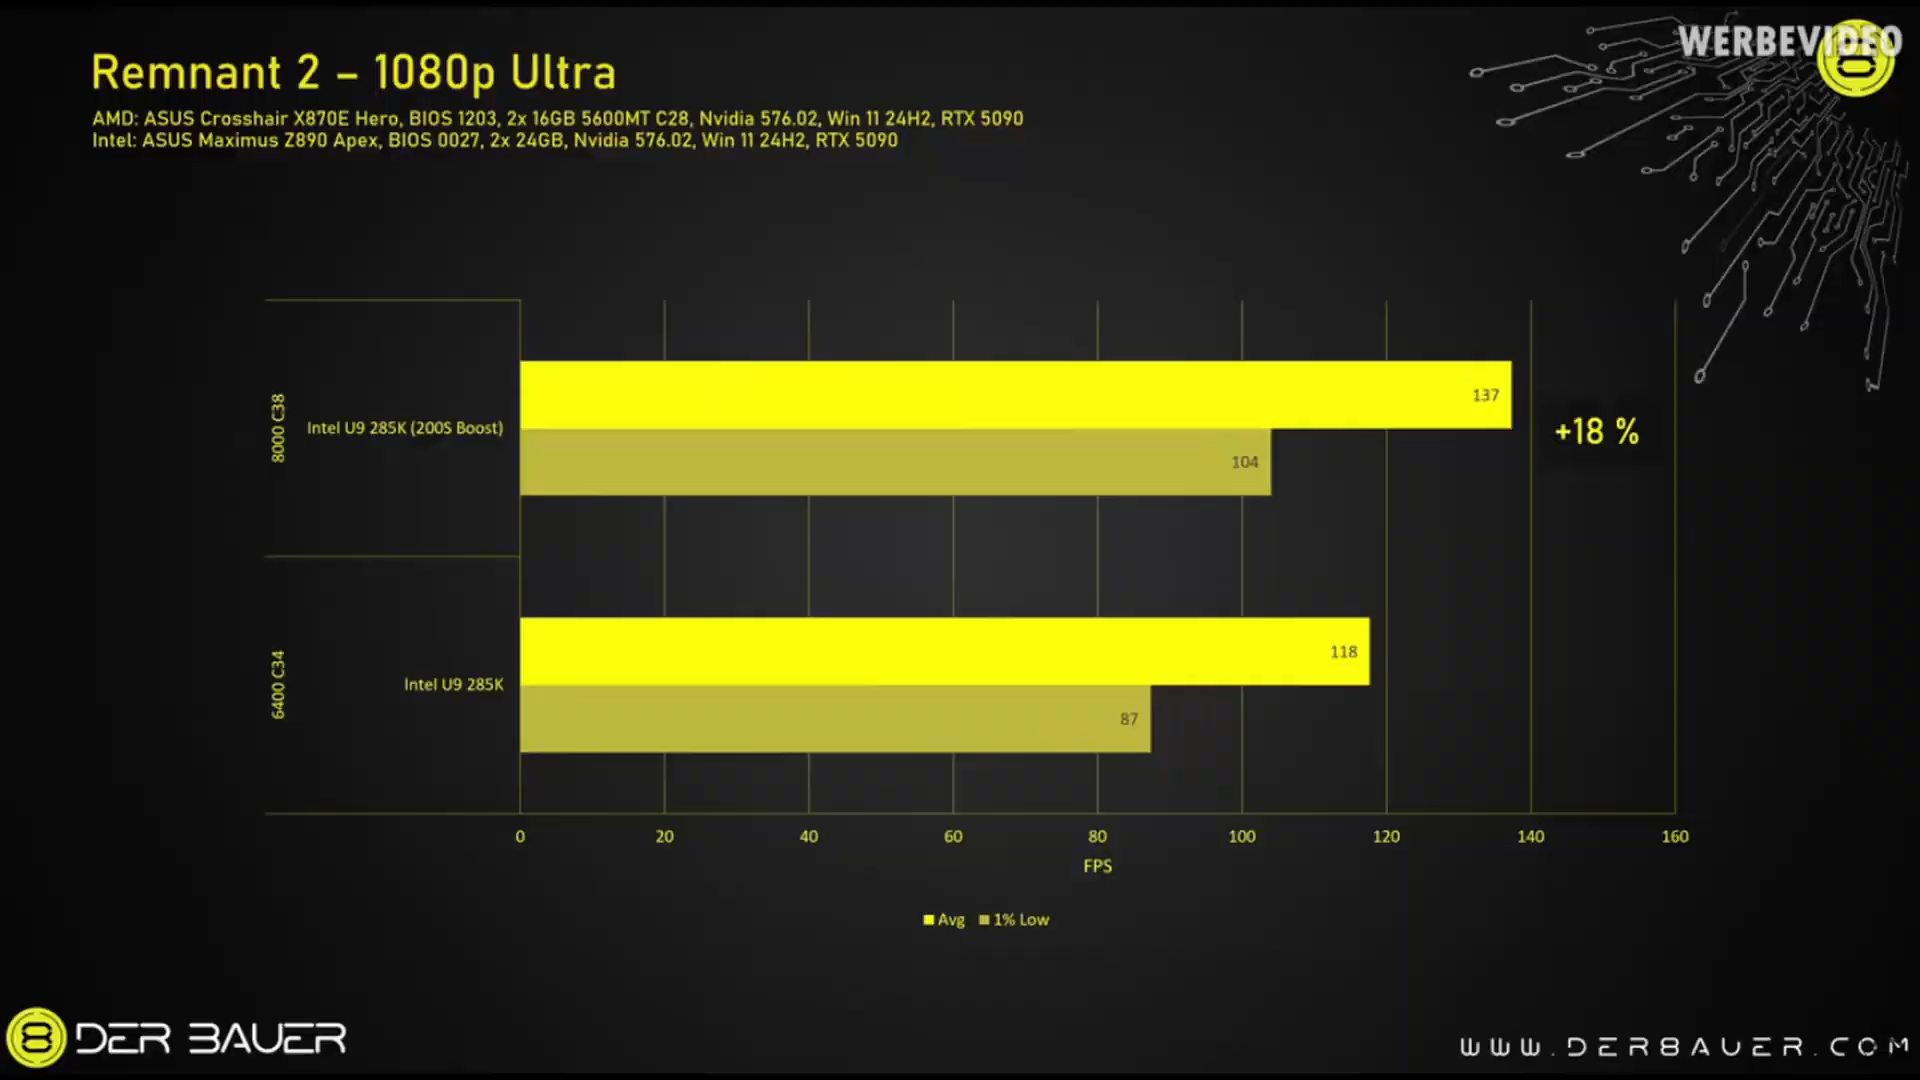 WERBEVIDEO
Remnant 2 – 1080p Ultra
AMD: ASUS Crosshair X870E Hero, BIOS 1203, 2x 16GB 5600MT C28, Nvidia 576.02, Win 11 24H2, RTX 5090
Intel: ASUS Maximus Z890 Apex, BIOS 0027, 2x 24GB, Nvidia 576.02, Win 11 24H2, RTX 5090
8000 C38
Intel U9 285K (200S Boost)
137
104
+18 %
6400 C34
Intel U9 285K
118
87
0 20 40 60 80 100 120 140 160
FPS
Avg 1% Low
8 DER 8AUER
WWW.DER8AUER.COM